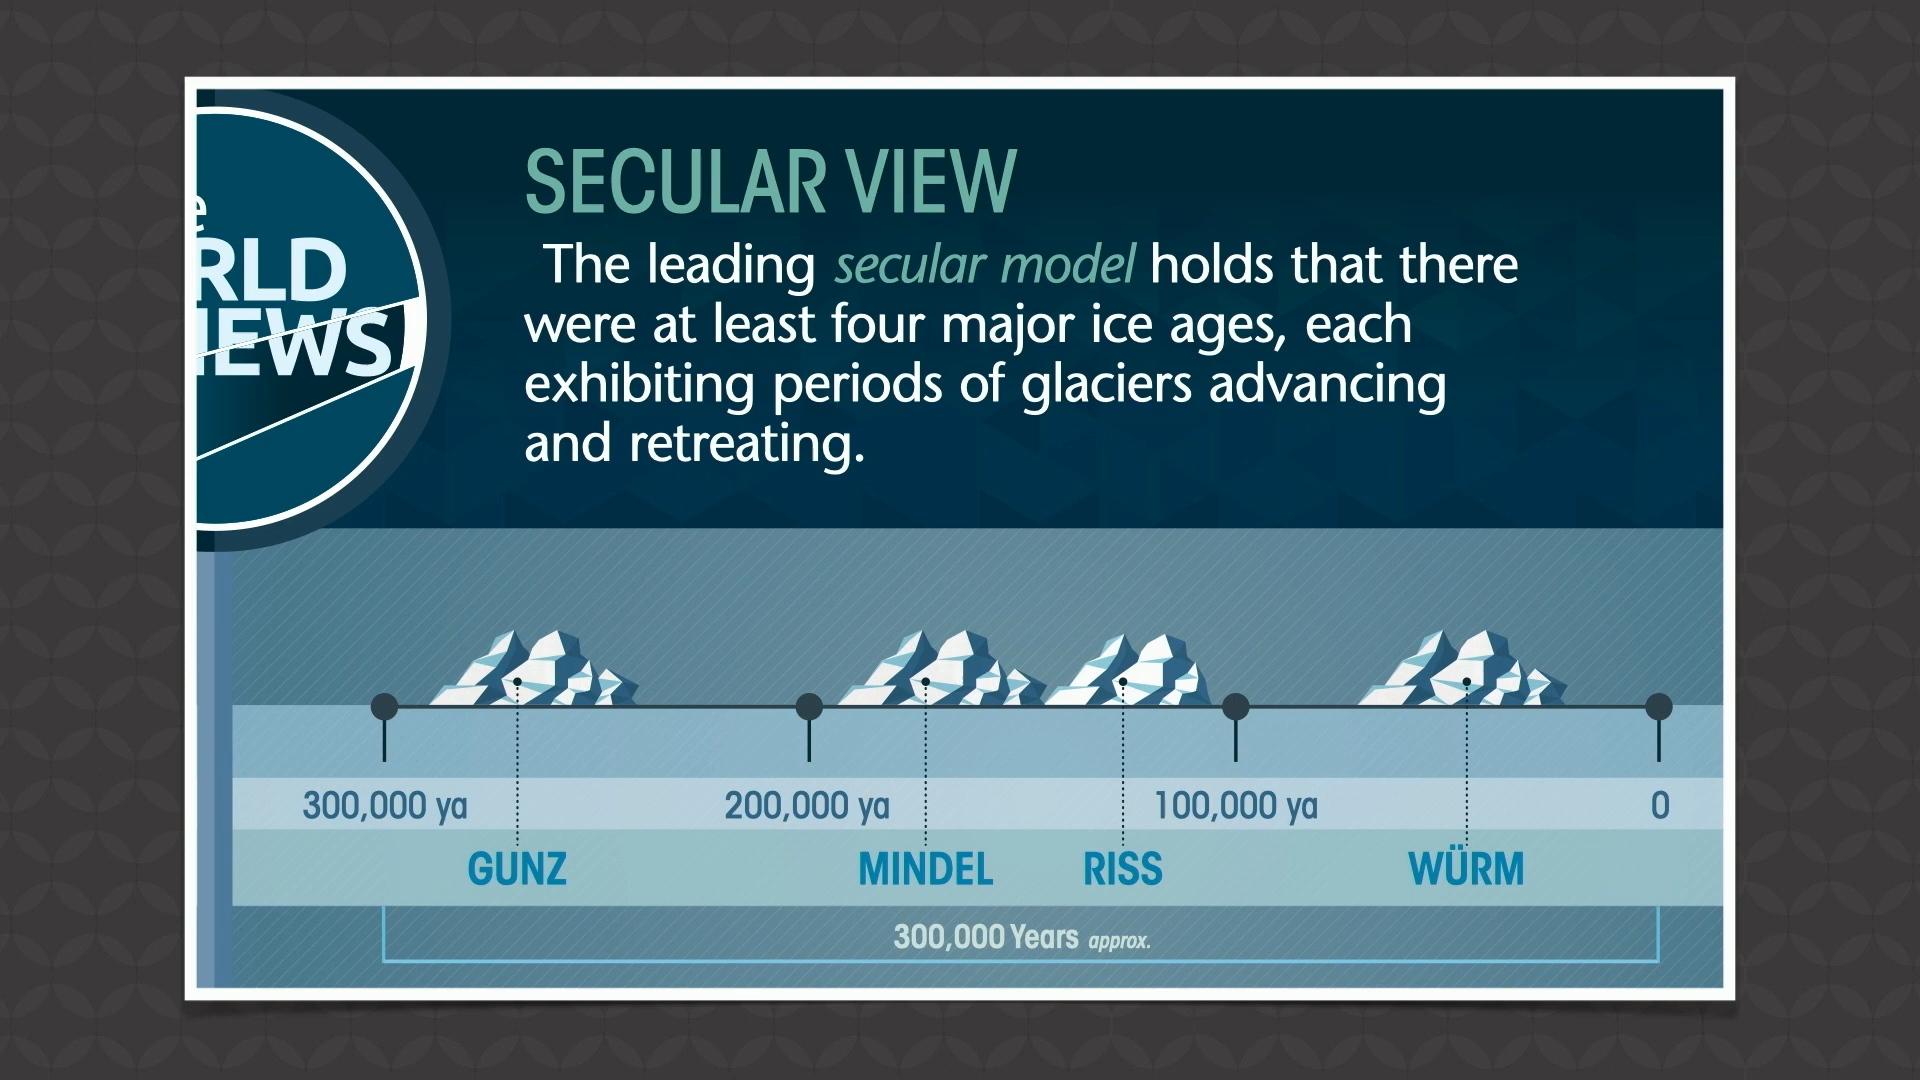 e
RLD
IEWS
SECULAR VIEW
The leading secular model holds that there
were at least four major ice ages, each
exhibiting periods of glaciers advancing
and retreating.
300,000 ya
200,000 ya
100,000 ya
0
GUNZ
MINDEL
RISS
WÜRM
300,000 Years approx.